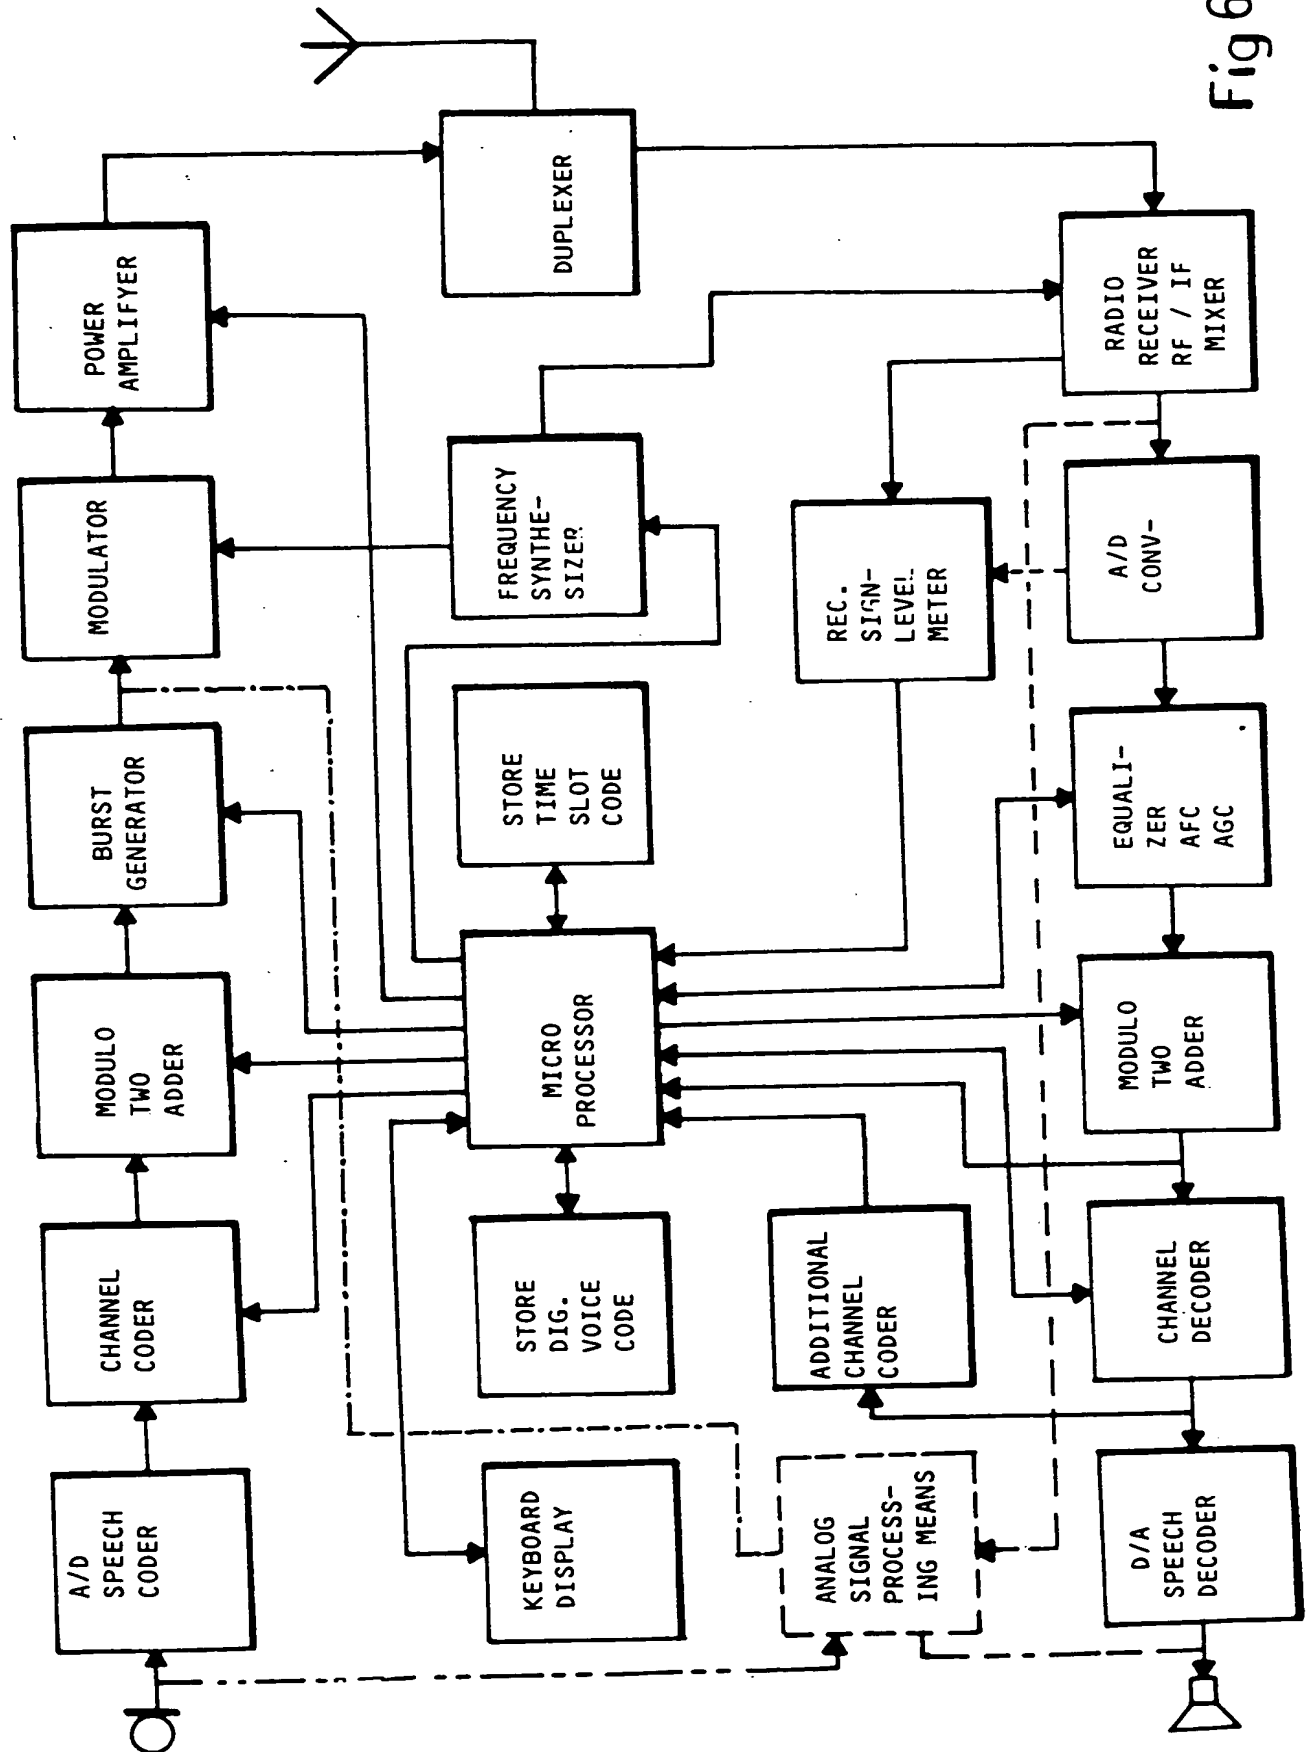 A/D
SPEECH
CODER
CHANNEL
CODER
MODULO
TWO
ADDER
BURST
GENERATOR
MODULATOR
POWER
AMPLIFYER
KEYBOARD
DISPLAY
STORE
DIG.
VOICE
CODE
MICRO
PROCESSOR
STORE
TIME
SLOT
CODE
FREQUENCY
SYNTHE-
SIZER
DUPLEXER
ANALOG
SIGNAL
PROCESS-
ING MEANS
ADDITIONAL
CHANNEL
CODER
REC.
SIGN-
LEVEL
METER
D/A
SPEECH
DECODER
CHANNEL
DECODER
MODULO
TWO
ADDER
EQUALI-
ZER
AFC
AGC
A/D
CONV-
RADIO
RECEIVER
RF / IF
MIXER
Fig 6